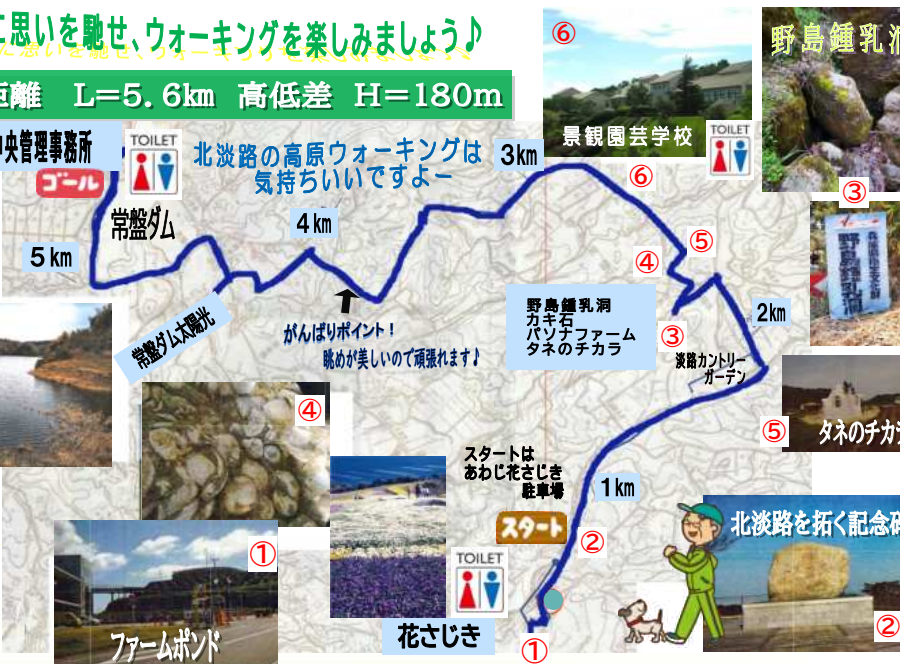 に思いを馳せ、ウォーキングを楽しみましょう♪
距離 L=5.6㎞ 高低差 H=180m
中央管理事務所
ゴール
TOILET
常盤ダム
北淡路の高原ウォーキングは
気持ちいいですよー
3㎞
4㎞
5㎞
⑥
景観園芸学校
TOILET
⑥
野島鍾乳洞
③
野島鍾乳洞
⑤
④
③
2㎞
野島鍾乳洞
カキ石
パソナファーム
タネのチカラ
淡路カントリー
ガーデン
常盤ダム太陽光
がんばりポイント！
眺めが美しいので頑張れます♪
④
⑤
タネのチカラ
スタートは
あわじ花さじき
駐車場
1㎞
スタート
②
北淡路を拓く記念碑
②
①
ファームポンド
TOILET
花さじき
①